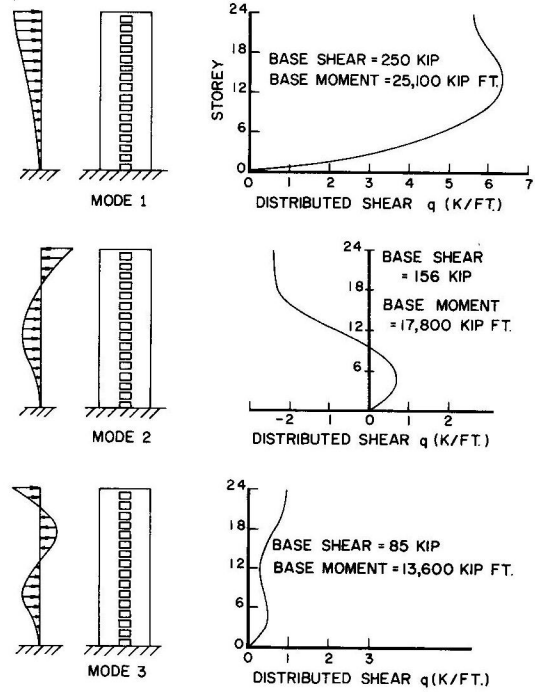 24
18
12
6
0
STOREY
BASE SHEAR = 250 KIP
BASE MOMENT = 25,100 KIP FT.
0 1 2 3 4 5 6 7
DISTRIBUTED SHEAR q (K/FT.)
MODE 1
24
18
12
6
BASE SHEAR
= 156 KIP
BASE MOMENT
= 17,800 KIP FT.
-2 -1 0 1 2
DISTRIBUTED SHEAR q (K/FT.)
MODE 2
24
18
12
6
0
BASE SHEAR = 85 KIP
BASE MOMENT = 13,600 KIP FT.
0 1 2 3
DISTRIBUTED SHEAR q (K/FT.)
MODE 3